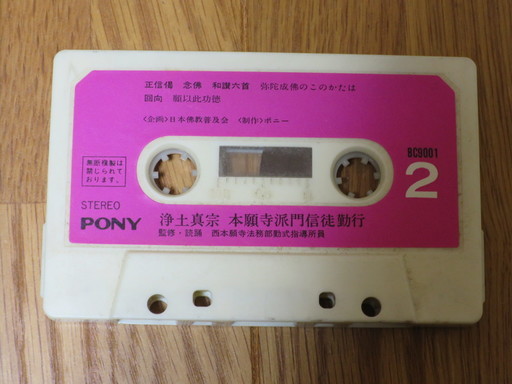 正信偈 念佛 和讃六首 弥陀成佛のこのかたは
回向 願以此功徳
〈企画〉日本佛教普及会 〈制作〉ポニー
BC9001
2
無断複製は
禁じられて
おります。
STEREO
PONY
浄土真宗 本願寺派門信徒勤行
監修・読誦 西本願寺法務部勤式指導所員